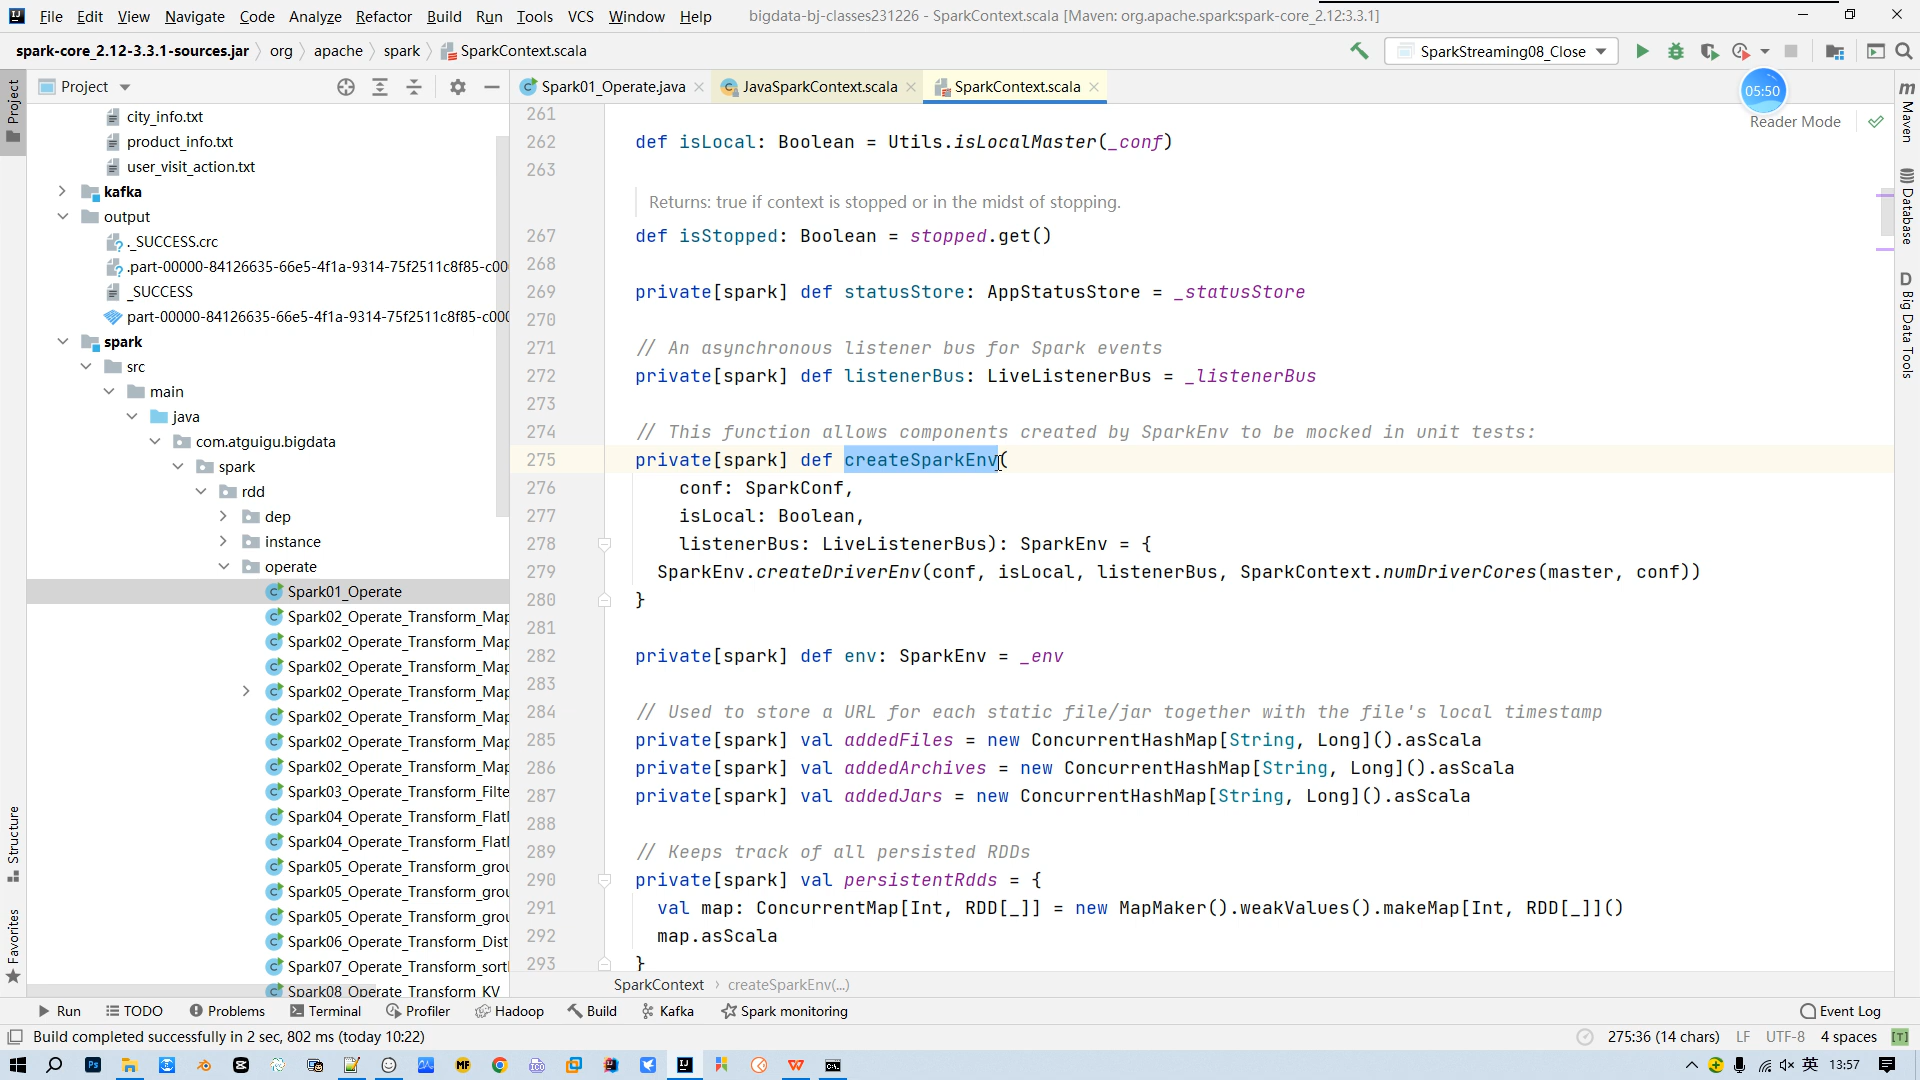 File Edit View Navigate Code Analyze Refactor Build Run Tools VCS Window Help
bigdata-bj-classes231226 - SparkContext.scala [Maven: org.apache.spark:spark-core_2.12:3.3.1]
spark-core_2.12-3.3.1-sources.jar org apache spark SparkContext.scala
SparkStreaming08_Close
Project
Spark01_Operate.java JavaSparkContext.scala SparkContext.scala
05:50
Reader Mode
Project
Structure
Favorites
Maven
Database
Big Data Tools
city_info.txt
product_info.txt
user_visit_action.txt
kafka
output
._SUCCESS.crc
.part-00000-84126635-66e5-4f1a-9314-75f2511c8f85-c00
_SUCCESS
part-00000-84126635-66e5-4f1a-9314-75f2511c8f85-c000
spark
src
main
java
com.atguigu.bigdata
spark
rdd
dep
instance
operate
Spark01_Operate
Spark02_Operate_Transform_Map
Spark02_Operate_Transform_Map
Spark02_Operate_Transform_Map
Spark02_Operate_Transform_Map
Spark02_Operate_Transform_Map
Spark02_Operate_Transform_Map
Spark02_Operate_Transform_Map
Spark03_Operate_Transform_Filte
Spark04_Operate_Transform_Flat
Spark04_Operate_Transform_Flat
Spark05_Operate_Transform_grou
Spark05_Operate_Transform_grou
Spark05_Operate_Transform_grou
Spark06_Operate_Transform_Dist
Spark07_Operate_Transform_sort
Spark08_Operate_Transform_KV
261
262 def isLocal: Boolean = Utils.isLocalMaster(_conf)
263
Returns: true if context is stopped or in the midst of stopping.
267 def isStopped: Boolean = stopped.get()
268
269 private[spark] def statusStore: AppStatusStore = _statusStore
270
271 // An asynchronous listener bus for Spark events
272 private[spark] def listenerBus: LiveListenerBus = _listenerBus
273
274 // This function allows components created by SparkEnv to be mocked in unit tests:
275 private[spark] def createSparkEnv(
276 conf: SparkConf,
277 isLocal: Boolean,
278 listenerBus: LiveListenerBus): SparkEnv = {
279 SparkEnv.createDriverEnv(conf, isLocal, listenerBus, SparkContext.numDriverCores(master, conf))
280 }
281
282 private[spark] def env: SparkEnv = _env
283
284 // Used to store a URL for each static file/jar together with the file's local timestamp
285 private[spark] val addedFiles = new ConcurrentHashMap[String, Long]().asScala
286 private[spark] val addedArchives = new ConcurrentHashMap[String, Long]().asScala
287 private[spark] val addedJars = new ConcurrentHashMap[String, Long]().asScala
288
289 // Keeps track of all persisted RDDs
290 private[spark] val persistentRdds = {
291 val map: ConcurrentMap[Int, RDD[_]] = new MapMaker().weakValues().makeMap[Int, RDD[_]]()
292 map.asScala
293 }
SparkContext createSparkEnv(...)
Run TODO Problems Terminal Profiler Hadoop Build Kafka Spark monitoring Event Log
Build completed successfully in 2 sec, 802 ms (today 10:22) 275:36 (14 chars) LF UTF-8 4 spaces
英 13:57